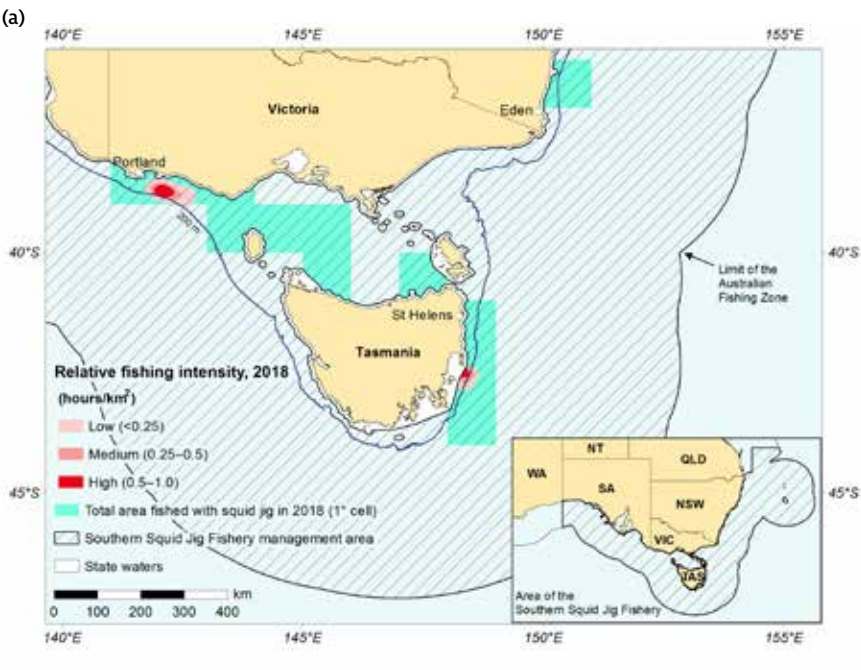 (a)
140°E 145°E 150°E 155°E
Victoria
Eden
Portland
200 m
40°S 40°S
Limit of the
Australian
Fishing Zone
St Helens
Tasmania
Relative fishing intensity, 2018
(hours/km²)
Low (<0.25)
Medium (0.25–0.5)
High (0.5–1.0)
Total area fished with squid jig in 2018 (1° cell)
Southern Squid Jig Fishery management area
State waters
km
0 100 200 300 400
45°S 45°S
NT
QLD
WA
SA
NSW
VIC
TAS
Area of the
Southern Squid Jig Fishery
140°E 145°E 150°E 155°E